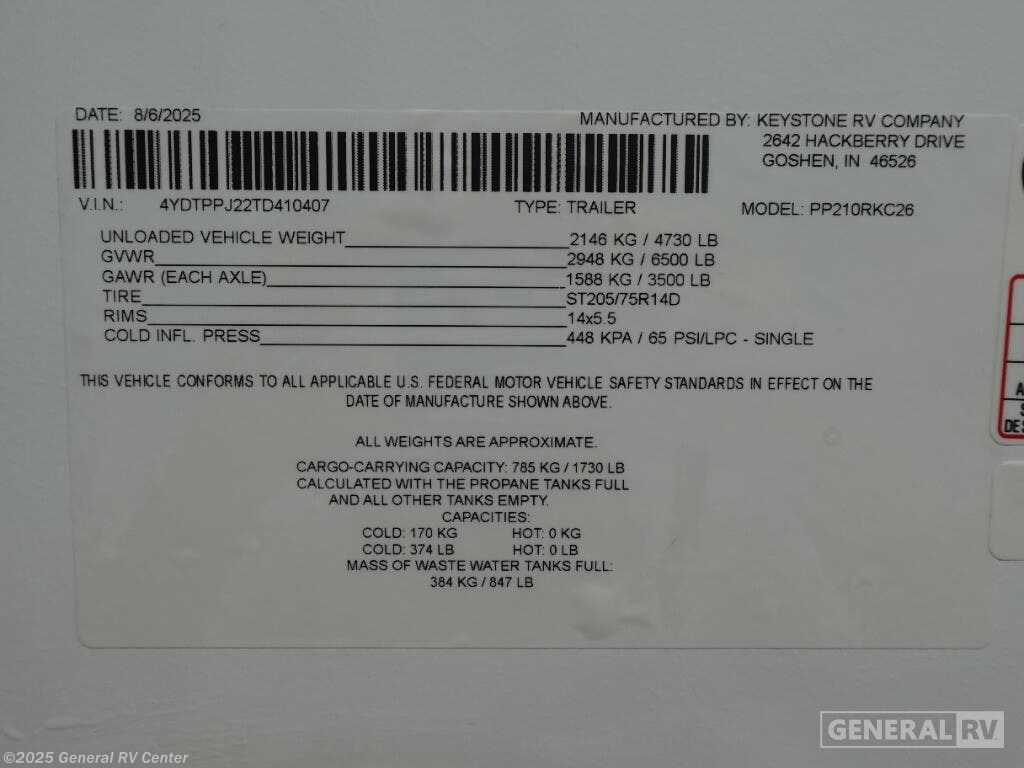 DATE: 8/6/2025
MANUFACTURED BY: KEYSTONE RV COMPANY
2642 HACKBERRY DRIVE
GOSHEN, IN 46526
V.I.N.: 4YDTPPJ22TD410407 TYPE: TRAILER MODEL: PP210RKC26
UNLOADED VEHICLE WEIGHT 2146 KG / 4730 LB
GVWR 2948 KG / 6500 LB
GAWR (EACH AXLE) 1588 KG / 3500 LB
TIRE ST205/75R14D
RIMS 14x5.5
COLD INFL. PRESS 448 KPA / 65 PSI/LPC - SINGLE
THIS VEHICLE CONFORMS TO ALL APPLICABLE U.S. FEDERAL MOTOR VEHICLE SAFETY STANDARDS IN EFFECT ON THE
DATE OF MANUFACTURE SHOWN ABOVE.
ALL WEIGHTS ARE APPROXIMATE.
CARGO-CARRYING CAPACITY: 785 KG / 1730 LB
CALCULATED WITH THE PROPANE TANKS FULL
AND ALL OTHER TANKS EMPTY.
CAPACITIES:
COLD: 170 KG HOT: 0 KG
COLD: 374 LB HOT: 0 LB
MASS OF WASTE WATER TANKS FULL:
384 KG / 847 LB
GENERAL RV
©2025 General RV Center